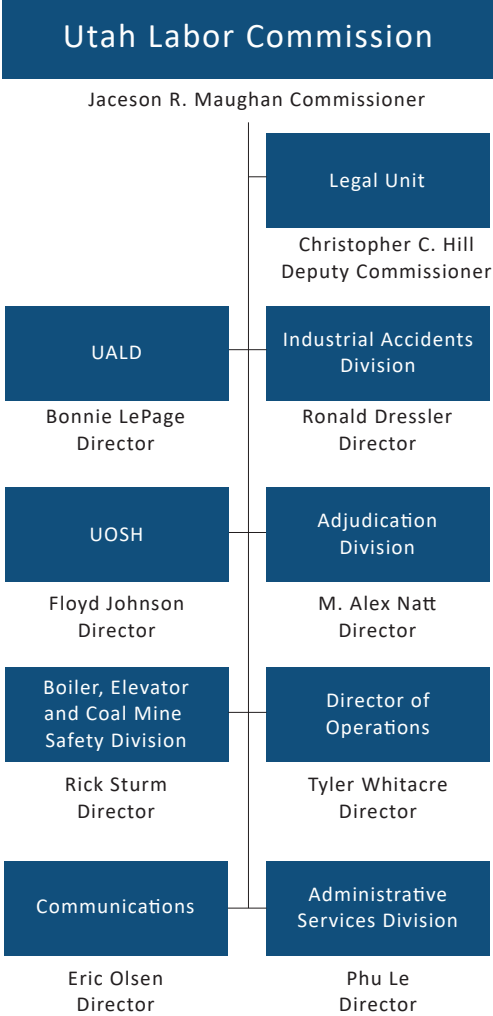 Utah Labor Commission
Jaceson R. Maughan Commissioner
Legal Unit
Christopher C. Hill
Deputy Commissioner
UALD
Bonnie LePage
Director
Industrial Accidents
Division
Ronald Dressler
Director
UOSH
Floyd Johnson
Director
Adjudication
Division
M. Alex Natt
Director
Boiler, Elevator
and Coal Mine
Safety Division
Rick Sturm
Director
Director of
Operations
Tyler Whitacre
Director
Communications
Eric Olsen
Director
Administrative
Services Division
Phu Le
Director